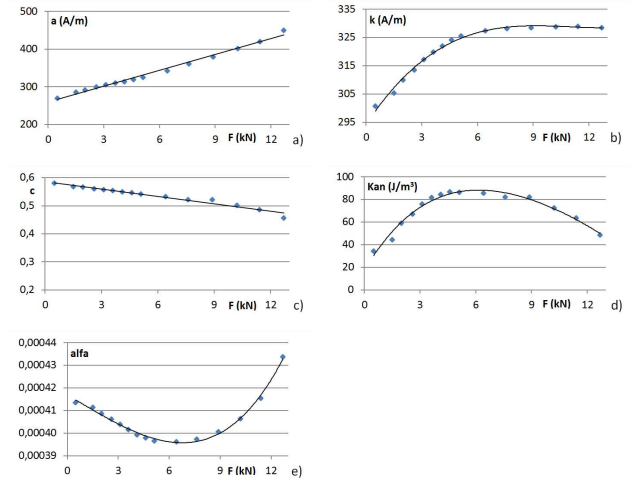 500
a (A/m)
400
300
200
0 3 6 9 F (kN) 12 a)
335
k (A/m)
325
315
305
295
0 3 6 9 F (kN) 12 b)
0,6
c
0,5
0,4
0,3
0,2
0 3 6 9 F (kN) 12 c)
100
Kan (J/m³)
80
60
40
20
0
0 3 6 9 F (kN) 12 d)
0,00044
alfa
0,00043
0,00042
0,00041
0,00040
0,00039
0 3 6 9 F (kN) 12 e)